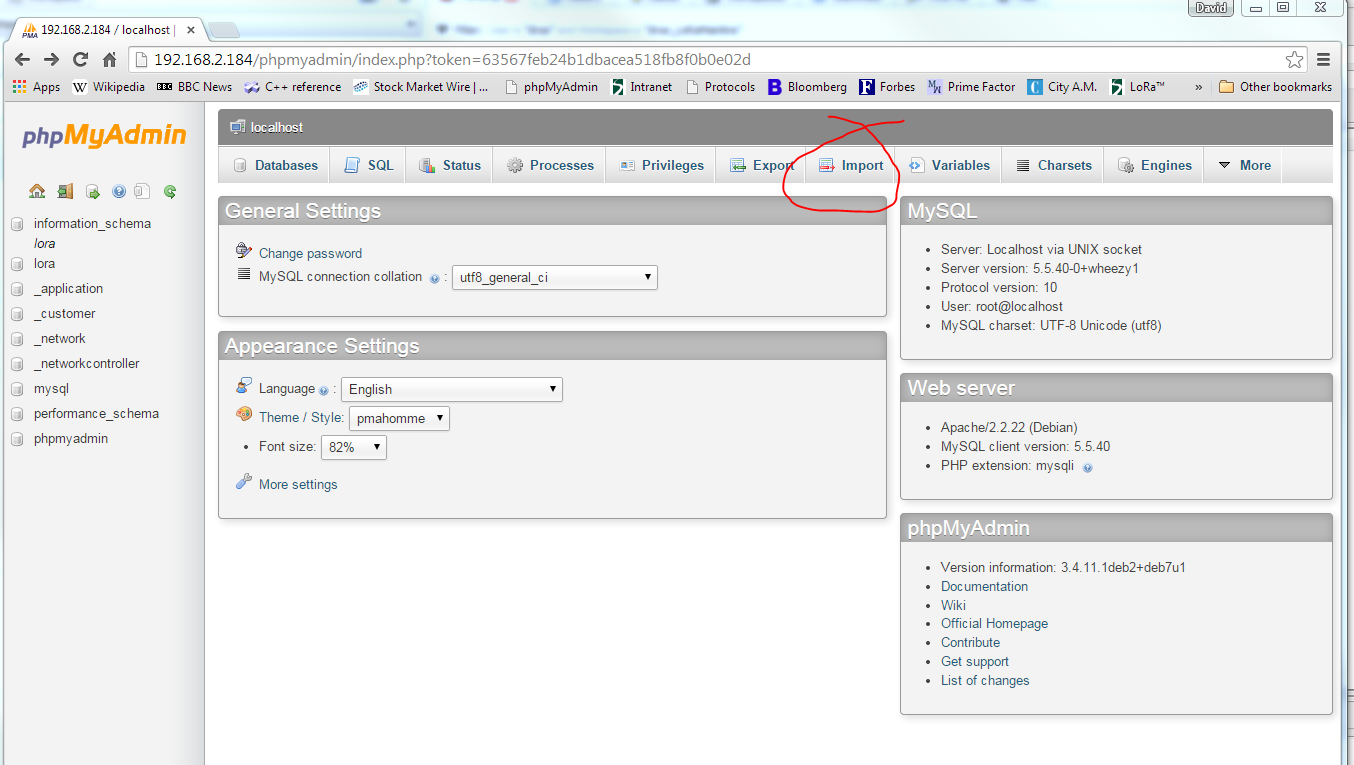 David
192.168.2.184 / localhost |
192.168.2.184/phpmyadmin/index.php?token=63567feb24b1dbacea518fb8f0b0e02d
Apps Wikipedia BBC News C++ reference Stock Market Wire | ... phpMyAdmin Intranet Protocols Bloomberg Forbes Prime Factor City A.M. LoRa™ » Other bookmarks
phpMyAdmin
information_schema
lora
lora
_application
_customer
_network
_networkcontroller
mysql
performance_schema
phpmyadmin
localhost
Databases SQL Status Processes Privileges Export Import Variables Charsets Engines More
General Settings
Change password
MySQL connection collation : utf8_general_ci
Appearance Settings
Language : English
Theme / Style: pmahomme
• Font size: 82%
More settings
MySQL
• Server: Localhost via UNIX socket
• Server version: 5.5.40-0+wheezy1
• Protocol version: 10
• User: root@localhost
• MySQL charset: UTF-8 Unicode (utf8)
Web server
• Apache/2.2.22 (Debian)
• MySQL client version: 5.5.40
• PHP extension: mysqli
phpMyAdmin
• Version information: 3.4.11.1deb2+deb7u1
• Documentation
• Wiki
• Official Homepage
• Contribute
• Get support
• List of changes